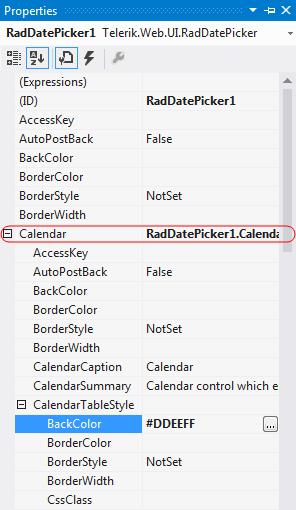 Properties
RadDatePicker1 Telerik.Web.UI.RadDatePicker
(Expressions)
(ID) RadDatePicker1
AccessKey
AutoPostBack False
BackColor
BorderColor
BorderStyle NotSet
BorderWidth
Calendar RadDatePicker1.Calenda
AccessKey
AutoPostBack False
BackColor
BorderColor
BorderStyle NotSet
BorderWidth
CalendarCaption Calendar
CalendarSummary Calendar control which e
CalendarTableStyle
BackColor #DDEEFF ...
BorderColor
BorderStyle NotSet
BorderWidth
CssClass